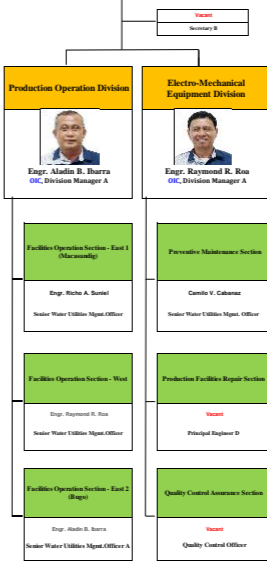 Vacant
Secretary B
Production Operation Division
Electro-Mechanical
Equipment Division
Engr. Aladin B. Ibarra
OIC, Division Manager A
Engr. Raymond R. Roa
OIC, Division Manager A
Facilities Operation Section - East 1
(Macasandig)
Engr. Richo A. Suniel
Senior Water Utilities Mgmt.Officer
Preventive Maintenance Section
Camilo V. Cabanaz
Senior Water Utilities Mgmt. Officer
Facilities Operation Section - West
Engr. Raymond R. Roa
Senior Water Utilities Mgmt.Officer
Production Facilities Repair Section
Vacant
Principal Engineer D
Facilities Operation Section - East 2
(Bugo)
Engr. Aladin B. Ibarra
Senior Water Utilities Mgmt.Officer A
Quality Control Assurance Section
Vacant
Quality Control Officer